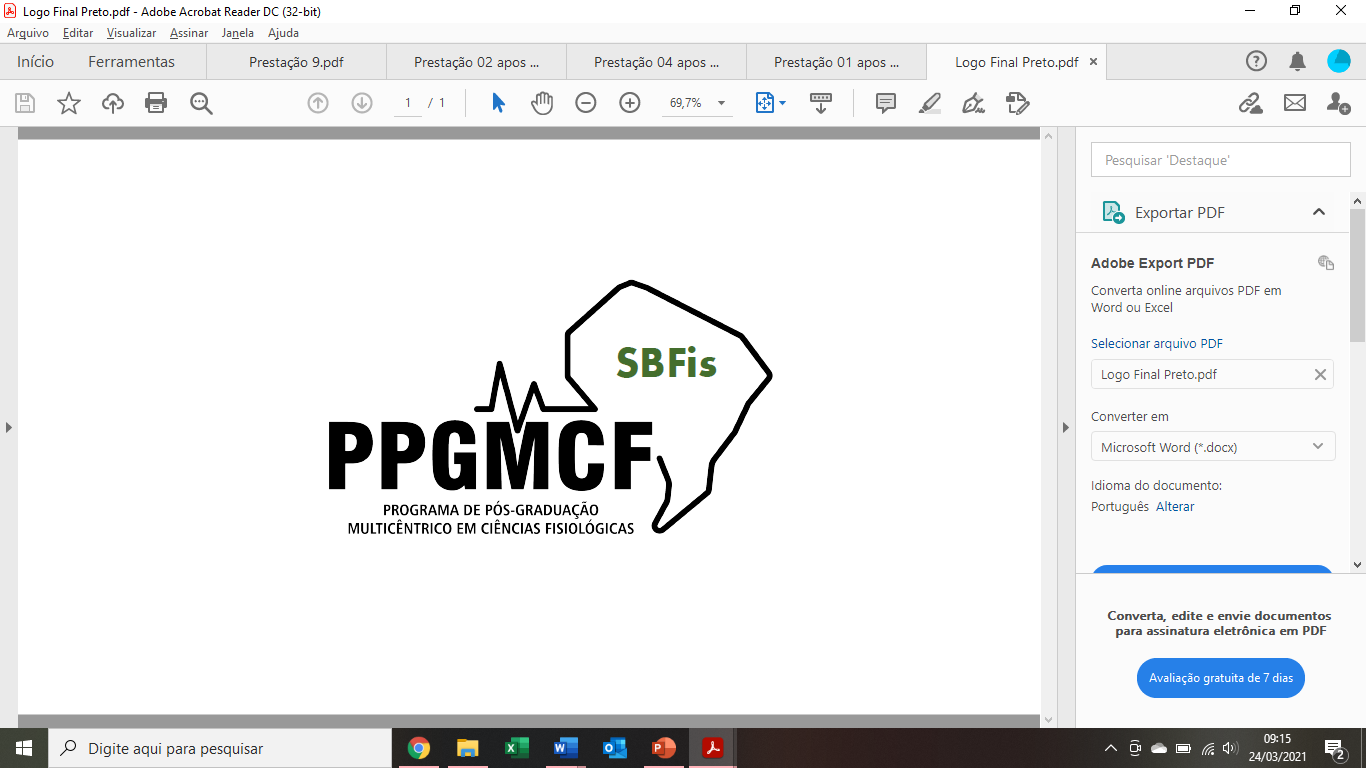 Logo Final Preto.pdf - Adobe Acrobat Reader DC (32-bit)
Arquivo Editar Visualizar Assinar Janela Ajuda
Início Ferramentas Prestação 9.pdf Prestação 02 apos ... Prestação 04 apos ... Prestação 01 apos ... Logo Final Preto.pdf
1 / 1 69,7%
SBFis
PPGMCF
PROGRAMA DE PÓS-GRADUAÇÃO
MULTICÊNTRICO EM CIÊNCIAS FISIOLÓGICAS
Pesquisar 'Destaque'
Exportar PDF
Adobe Export PDF
Converta online arquivos PDF em
Word ou Excel
Selecionar arquivo PDF
Logo Final Preto.pdf
Converter em
Microsoft Word (*.docx)
Idioma do documento:
Português Alterar
Converta, edite e envie documentos
para assinatura eletrônica em PDF
Avaliação gratuita de 7 dias
Digite aqui para pesquisar
09:15
24/03/2021
2